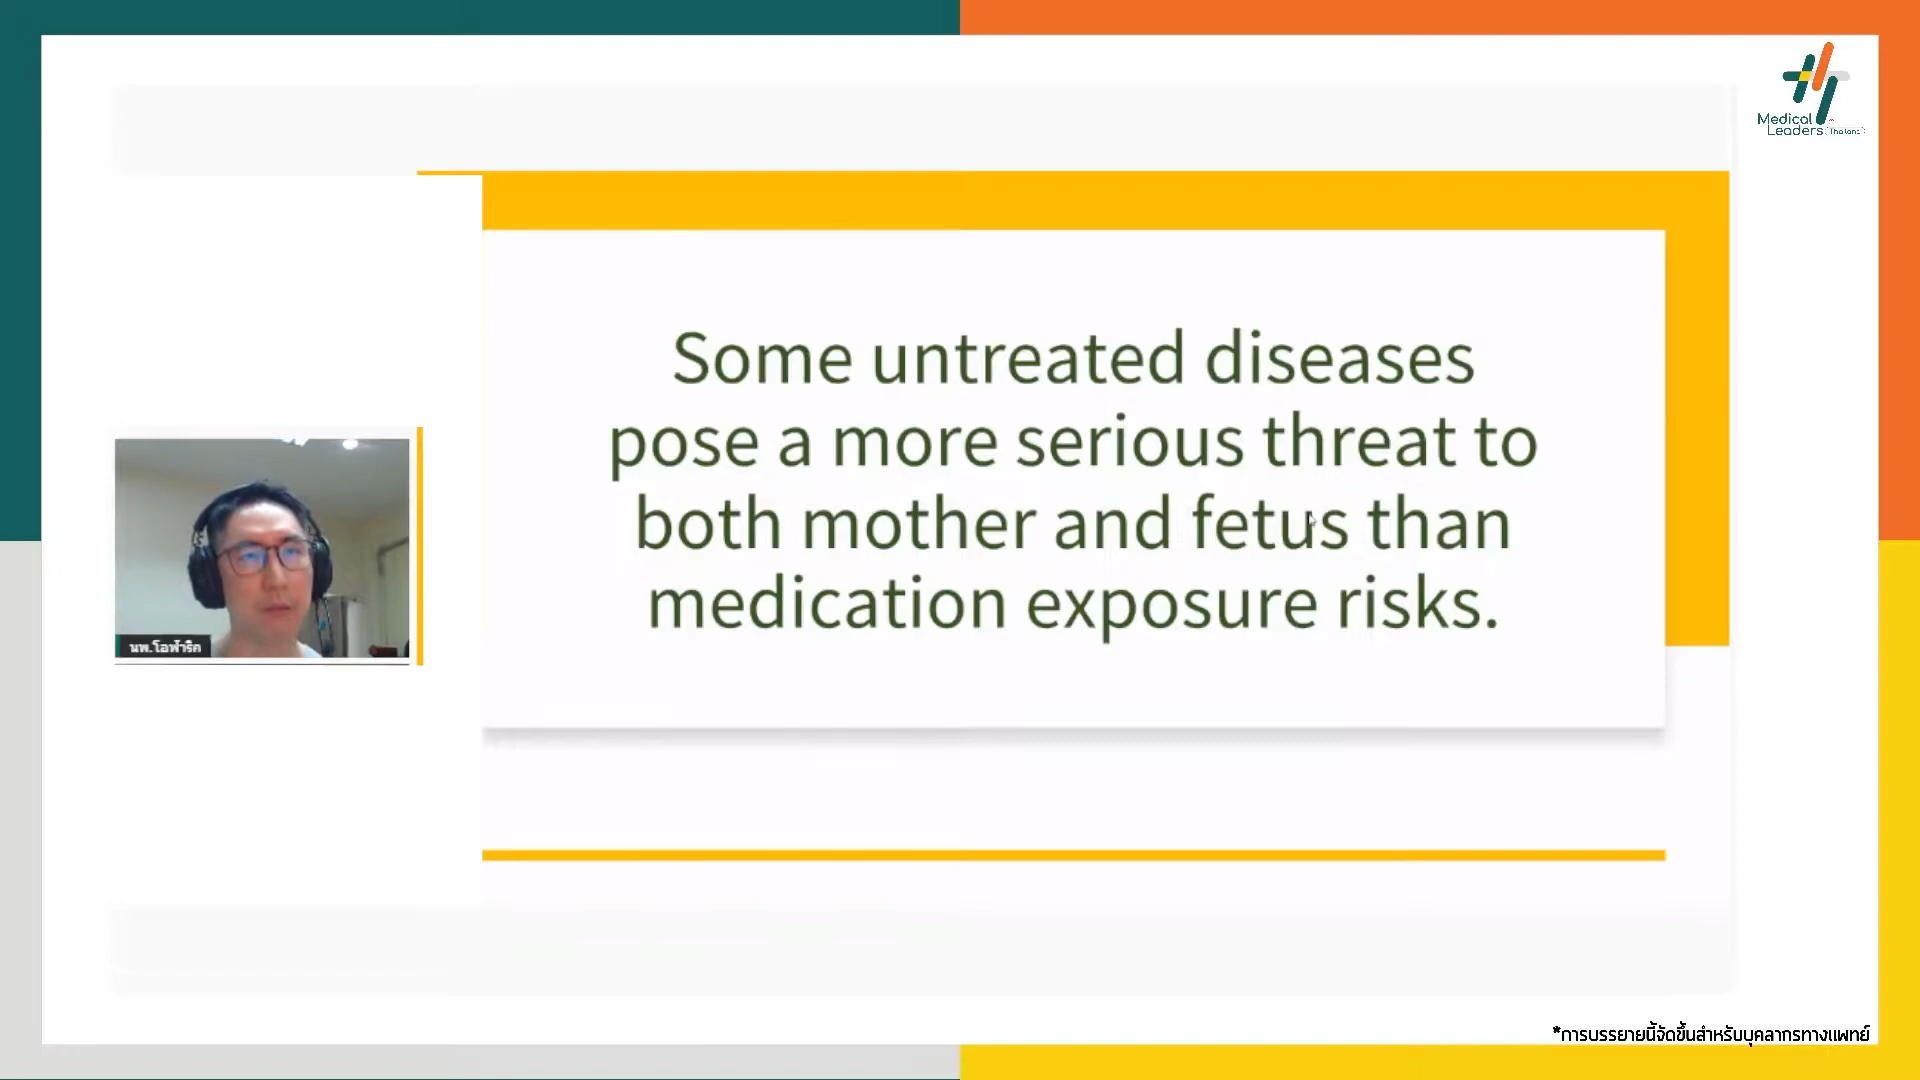 Medical
Leaders (Thailand)
Some untreated diseases
pose a more serious threat to
both mother and fetus than
medication exposure risks.
นพ.โอฬาริก
*การบรรยายนี้จัดขึ้นสำหรับบุคลากรทางแพทย์